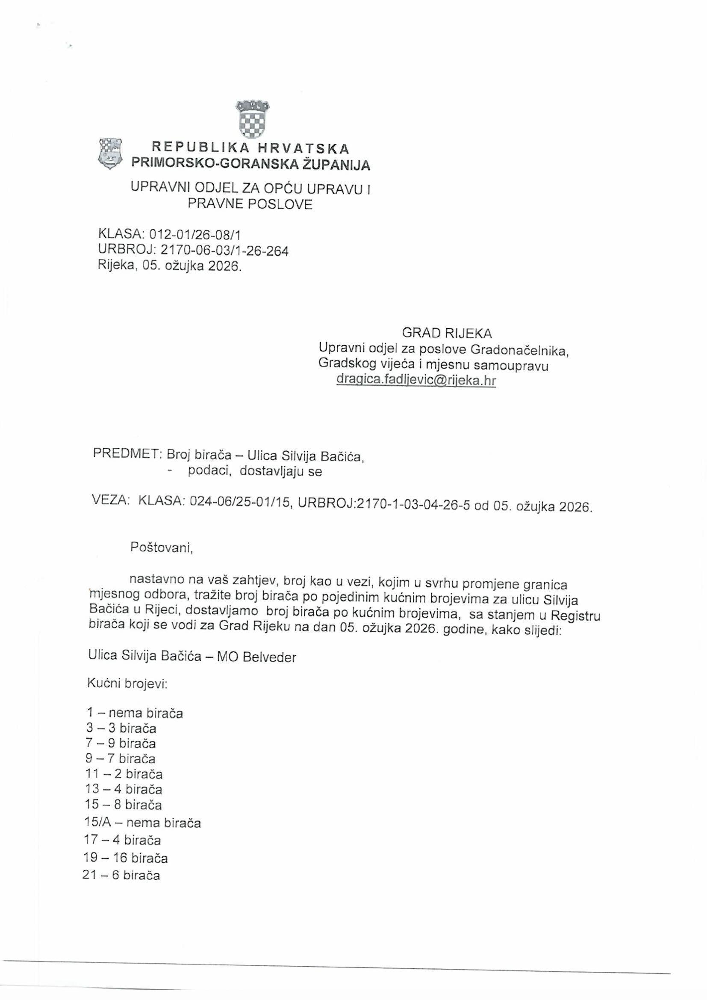 REPUBLIKA HRVATSKA
PRIMORSKO-GORANSKA ŽUPANIJA
UPRAVNI ODJEL ZA OPĆU UPRAVU I
PRAVNE POSLOVE
KLASA: 012-01/26-08/1
URBROJ: 2170-06-03/1-26-264
Rijeka, 05. ožujka 2026.
GRAD RIJEKA
Upravni odjel za poslove Gradonačelnika,
Gradskog vijeća i mjesnu samoupravu
dragica.fadljevic@rijeka.hr
PREDMET: Broj birača – Ulica Silvija Bačića,
- podaci, dostavljaju se
VEZA: KLASA: 024-06/25-01/15, URBROJ:2170-1-03-04-26-5 od 05. ožujka 2026.
Poštovani,
nastavno na vaš zahtjev, broj kao u vezi, kojim u svrhu promjene granica
mjesnog odbora, tražite broj birača po pojedinim kućnim brojevima za ulicu Silvija
Bačića u Rijeci, dostavljamo broj birača po kućnim brojevima, sa stanjem u Registru
birača koji se vodi za Grad Rijeku na dan 05. ožujka 2026. godine, kako slijedi:
Ulica Silvija Bačića – MO Belveder
Kućni brojevi:
1 – nema birača
3 – 3 birača
7 – 9 birača
9 – 7 birača
11 – 2 birača
13 – 4 birača
15 – 8 birača
15/A – nema birača
17 – 4 birača
19 – 16 birača
21 – 6 birača